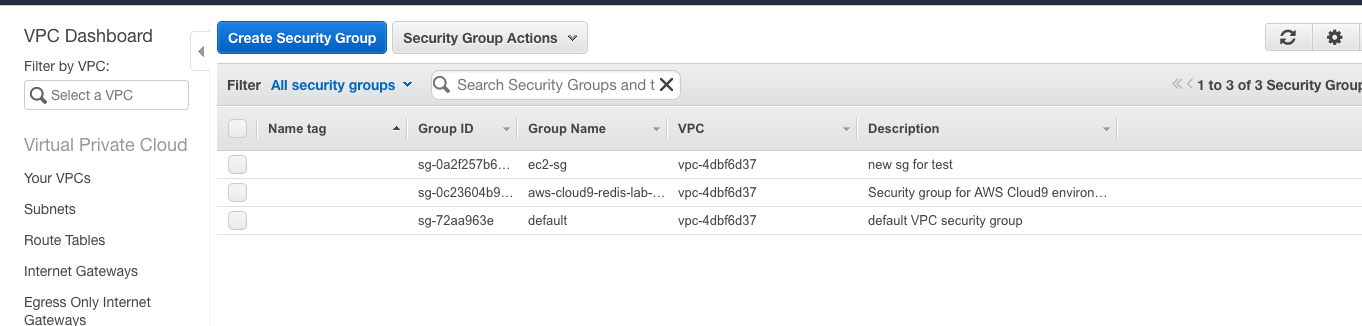 VPC Dashboard
Filter by VPC:
Select a VPC
Virtual Private Cloud
Your VPCs
Subnets
Route Tables
Internet Gateways
Egress Only Internet
Gateways
Create Security Group Security Group Actions
Filter All security groups Search Security Groups and t 1 to 3 of 3 Security Group
Name tag Group ID Group Name VPC Description
sg-0a2f257b6... ec2-sg vpc-4dbf6d37 new sg for test
sg-0c23604b9... aws-cloud9-redis-lab-... vpc-4dbf6d37 Security group for AWS Cloud9 environ...
sg-72aa963e default vpc-4dbf6d37 default VPC security group